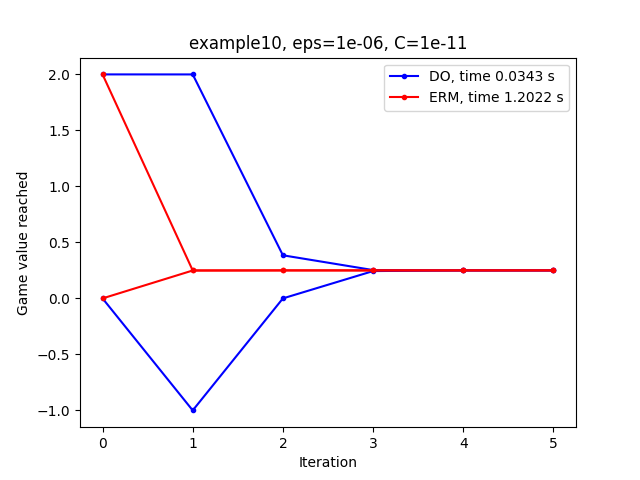 example10, eps=1e-06, C=1e-11
DO, time 0.0343 s
ERM, time 1.2022 s
Game value reached
2.0
1.5
1.0
0.5
0.0
−0.5
−1.0
0 1 2 3 4 5
Iteration